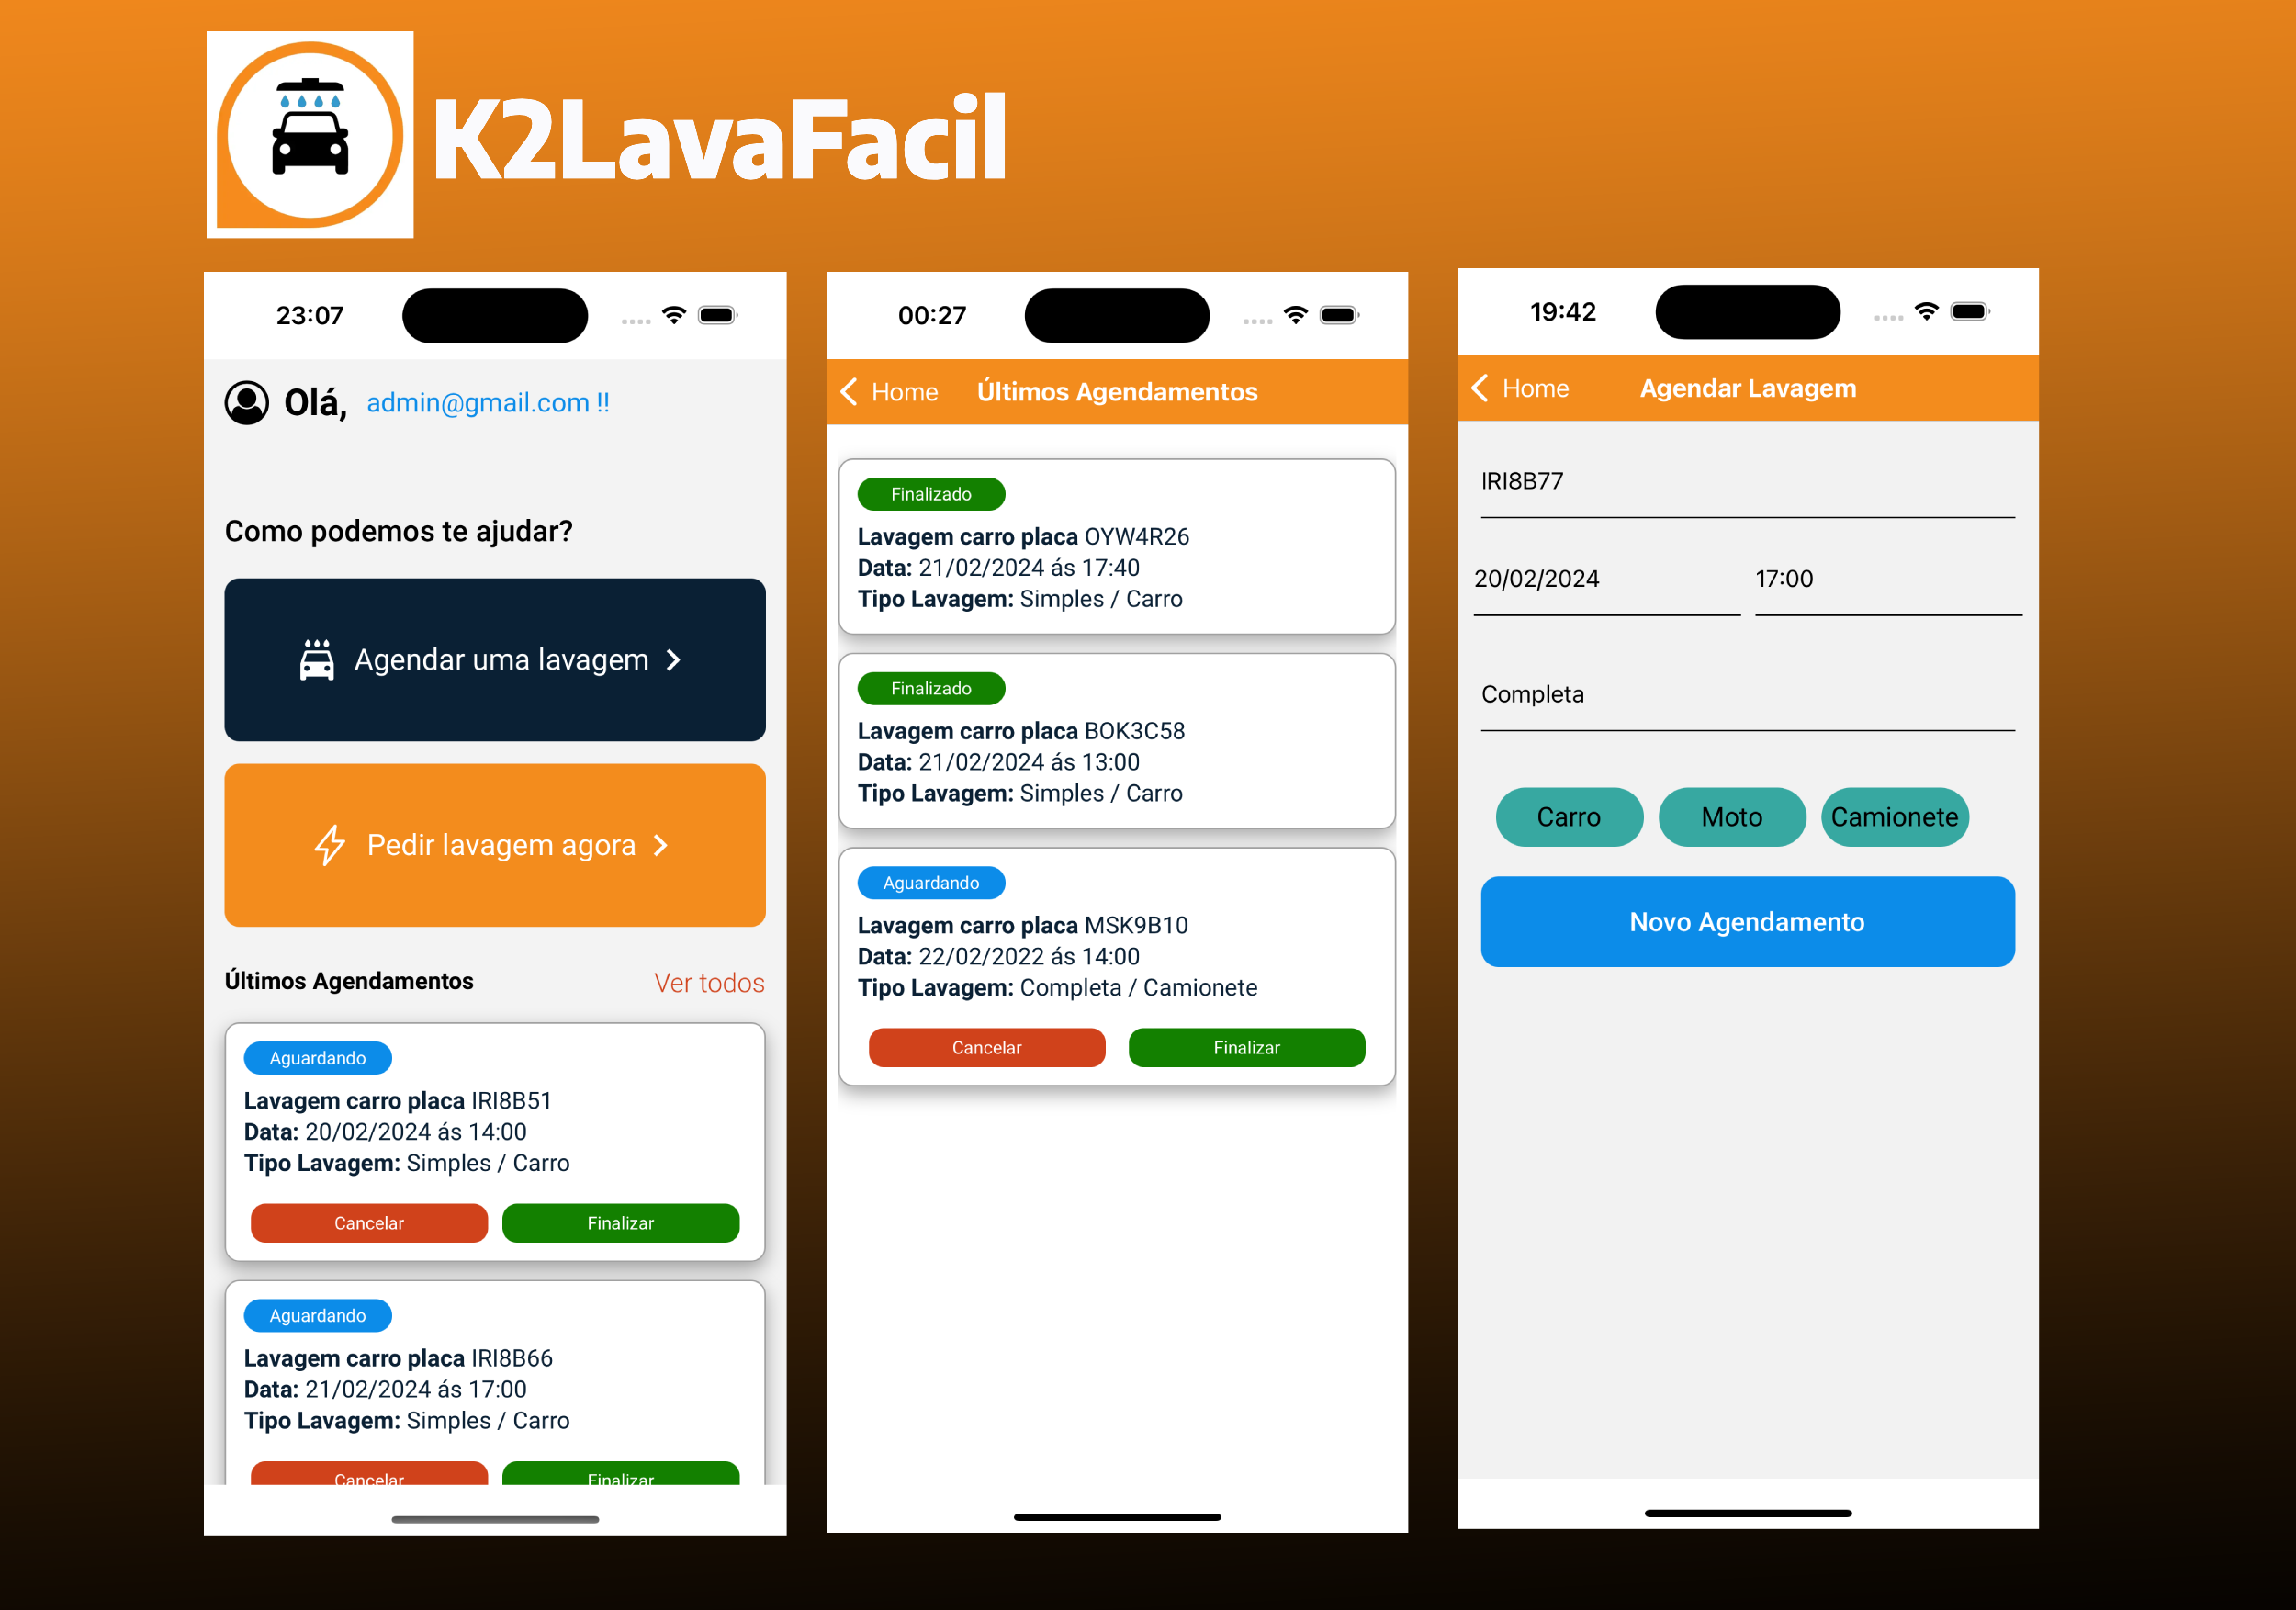 K2LavaFacil
23:07
Olá, admin@gmail.com !!
Como podemos te ajudar?
Agendar uma lavagem
Pedir lavagem agora
Últimos Agendamentos Ver todos
Aguardando
Lavagem carro placa IRI8B51
Data: 20/02/2024 ás 14:00
Tipo Lavagem: Simples / Carro
Cancelar Finalizar
Aguardando
Lavagem carro placa IRI8B66
Data: 21/02/2024 ás 17:00
Tipo Lavagem: Simples / Carro
Cancelar Finalizar
00:27
Home Últimos Agendamentos
Finalizado
Lavagem carro placa OYW4R26
Data: 21/02/2024 ás 17:40
Tipo Lavagem: Simples / Carro
Finalizado
Lavagem carro placa BOK3C58
Data: 21/02/2024 ás 13:00
Tipo Lavagem: Simples / Carro
Aguardando
Lavagem carro placa MSK9B10
Data: 22/02/2022 ás 14:00
Tipo Lavagem: Completa / Camionete
Cancelar Finalizar
19:42
Home Agendar Lavagem
IRI8B77
20/02/2024 17:00
Completa
Carro Moto Camionete
Novo Agendamento